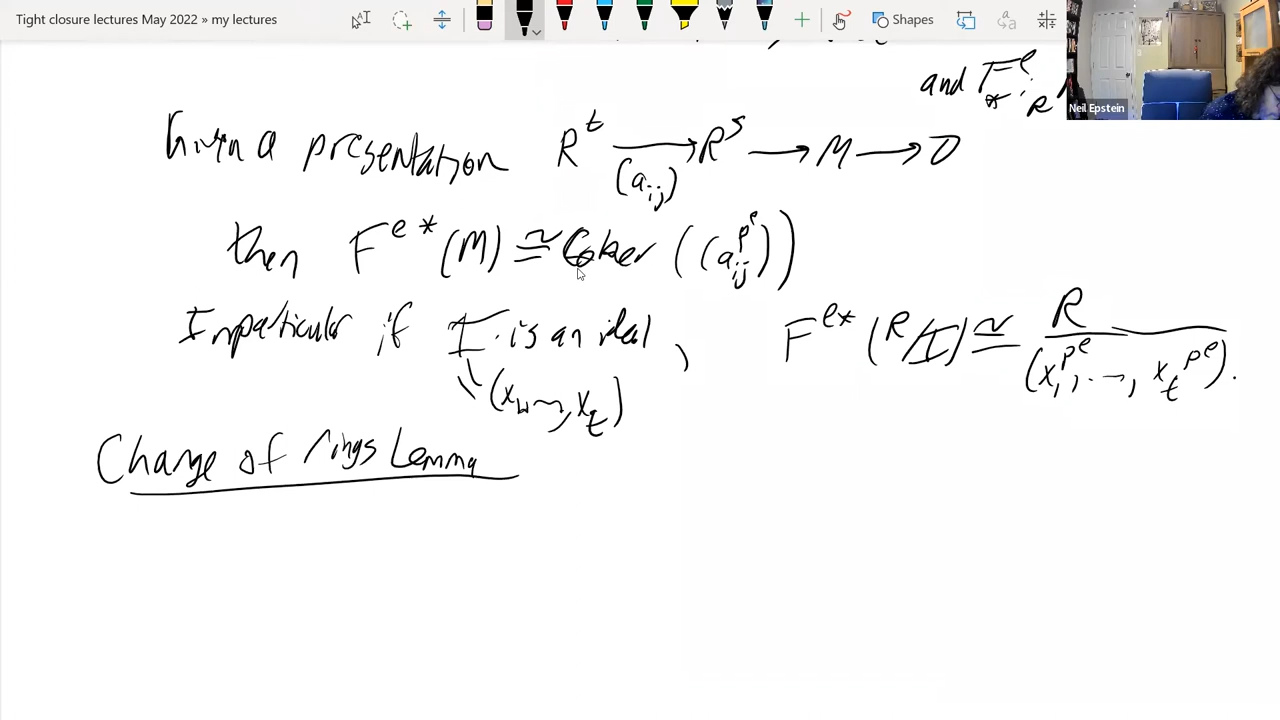 Tight closure lectures May 2022 » my lectures
Shapes
and F^e_* : R
Neil Epstein
Given a presentation R^t →(a_ij) R^s → M → 0
then F^{e*}(M) ≅ Coker ((a_ij^{p^e}))
In particular if I is an ideal, F^{e*}(R/I) ≅ R / (x_1^{p^e}, ..., x_t^{p^e}).
(x_1, ..., x_t)
Change of rings Lemma